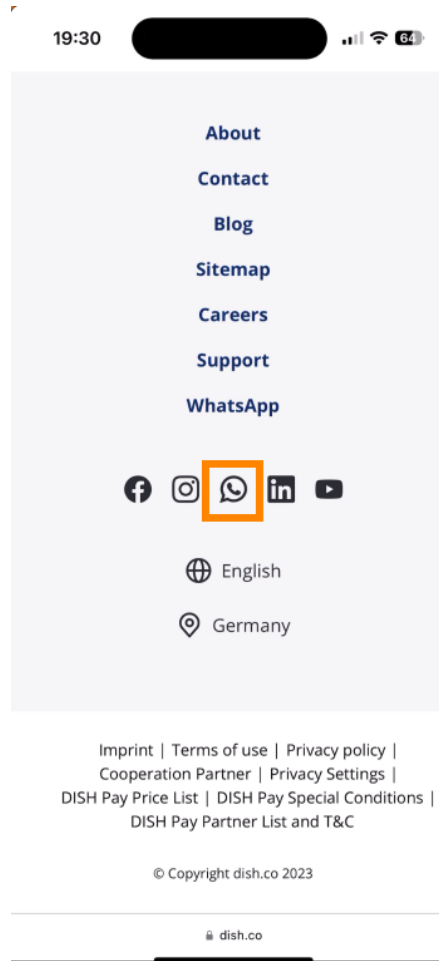 19:30
64
About
Contact
Blog
Sitemap
Careers
Support
WhatsApp
in
English
Germany
Imprint | Terms of use | Privacy policy |
Cooperation Partner | Privacy Settings |
DISH Pay Price List | DISH Pay Special Conditions |
DISH Pay Partner List and T&C
© Copyright dish.co 2023
dish.co